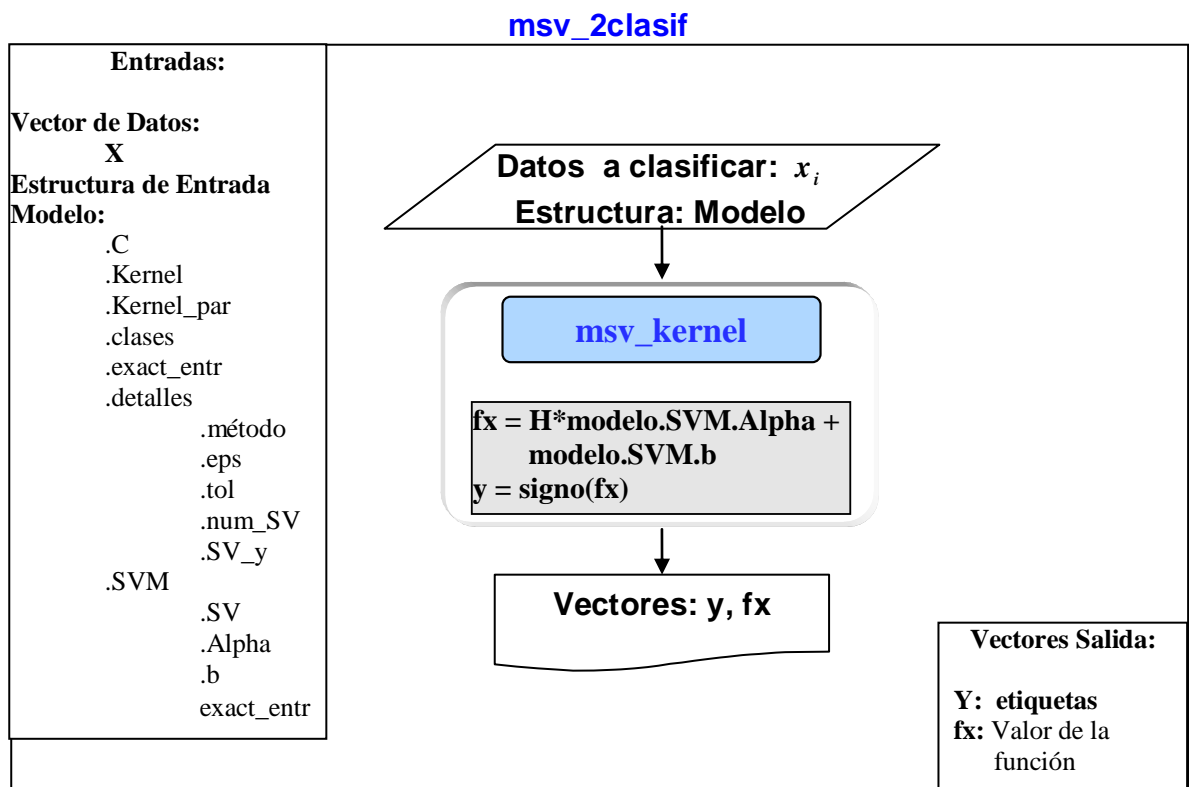 msv_2clasif
Entradas:
Vector de Datos:
X
Estructura de Entrada
Modelo:
.C
.Kernel
.Kernel_par
.clases
.exact_entr
.detalles
.método
.eps
.tol
.num_SV
.SV_y
.SVM
.SV
.Alpha
.b
exact_entr
Datos a clasificar: x_i
Estructura: Modelo
msv_kernel
fx = H*modelo.SVM.Alpha +
modelo.SVM.b
y = signo(fx)
Vectores: y, fx
Vectores Salida:
Y: etiquetas
fx: Valor de la
función